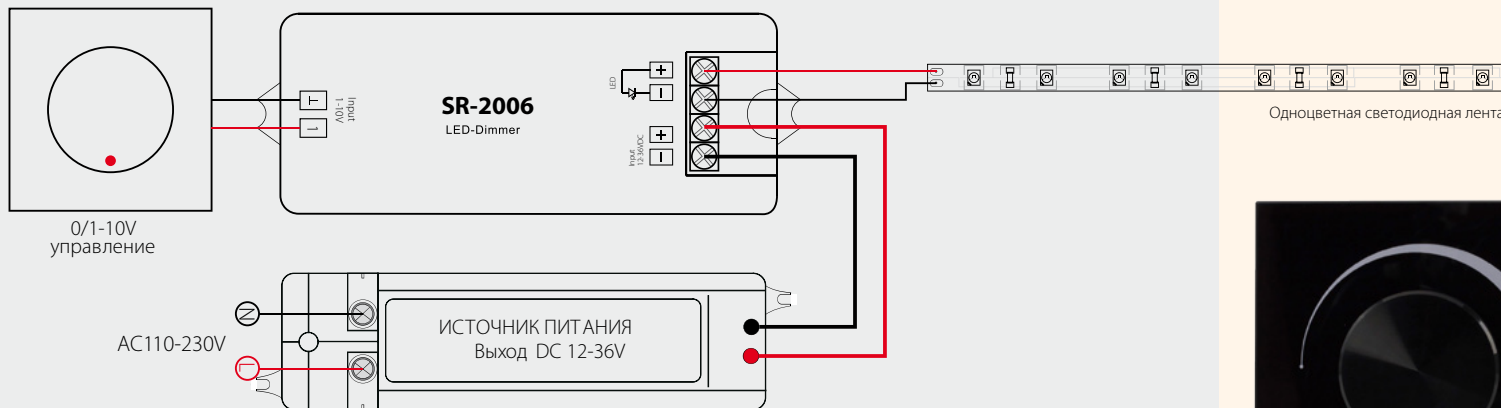 LED
+
−
Input
1-10V
SR-2006
LED-Dimmer
Input
12-36VDC
+
−
Одноцветная светодиодная лента
0/1-10V
управление
N
AC110-230V
L
ИСТОЧНИК ПИТАНИЯ
Выход DC 12-36V